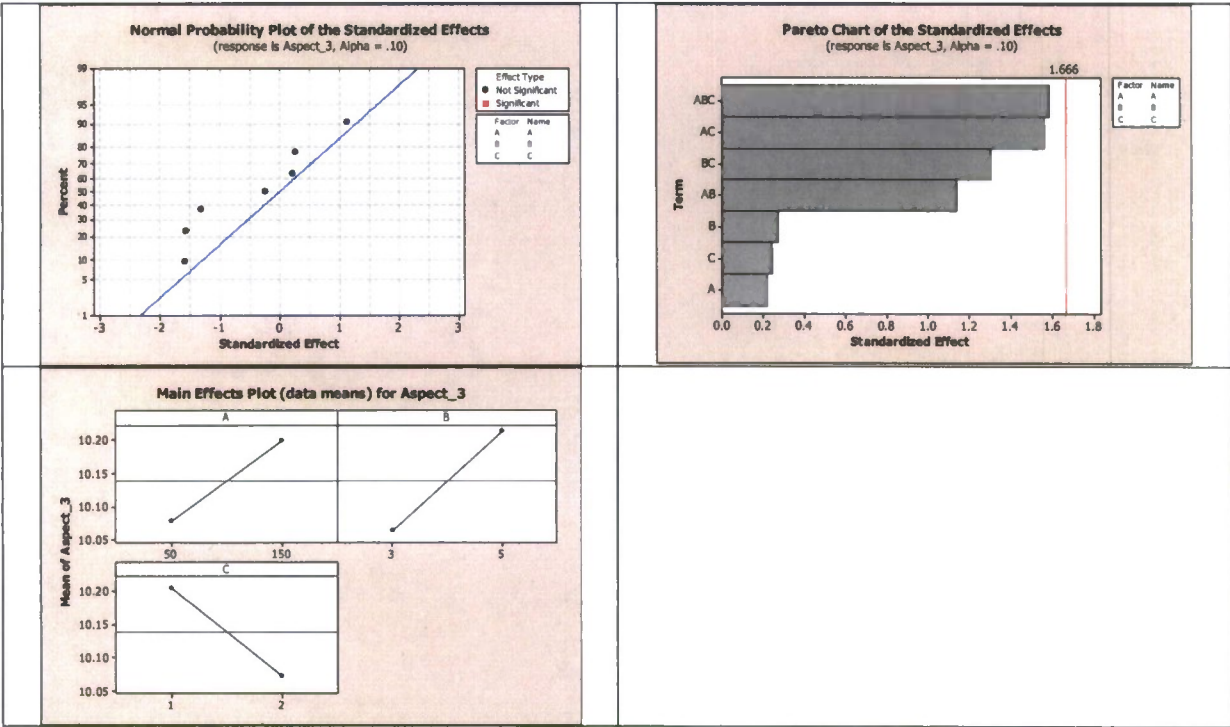 Normal Probability Plot of the Standardized Effects
(response is Aspect_3, Alpha = .10)
99
95
90
80
70
60
50
40
30
20
10
5
1
Percent
-3 -2 -1 0 1 2 3
Standardized Effect
Effect Type
Not Significant
Significant
Factor Name
A A
B B
C C
Pareto Chart of the Standardized Effects
(response is Aspect_3, Alpha = .10)
1.666
Term
ABC
AC
BC
AB
B
C
A
0.0 0.2 0.4 0.6 0.8 1.0 1.2 1.4 1.6 1.8
Standardized Effect
Factor Name
A A
B B
C C
Main Effects Plot (data means) for Aspect_3
Mean of Aspect_3
A B
10.20
10.15
10.10
10.05
50 150 3 5
C
10.20
10.15
10.10
10.05
1 2